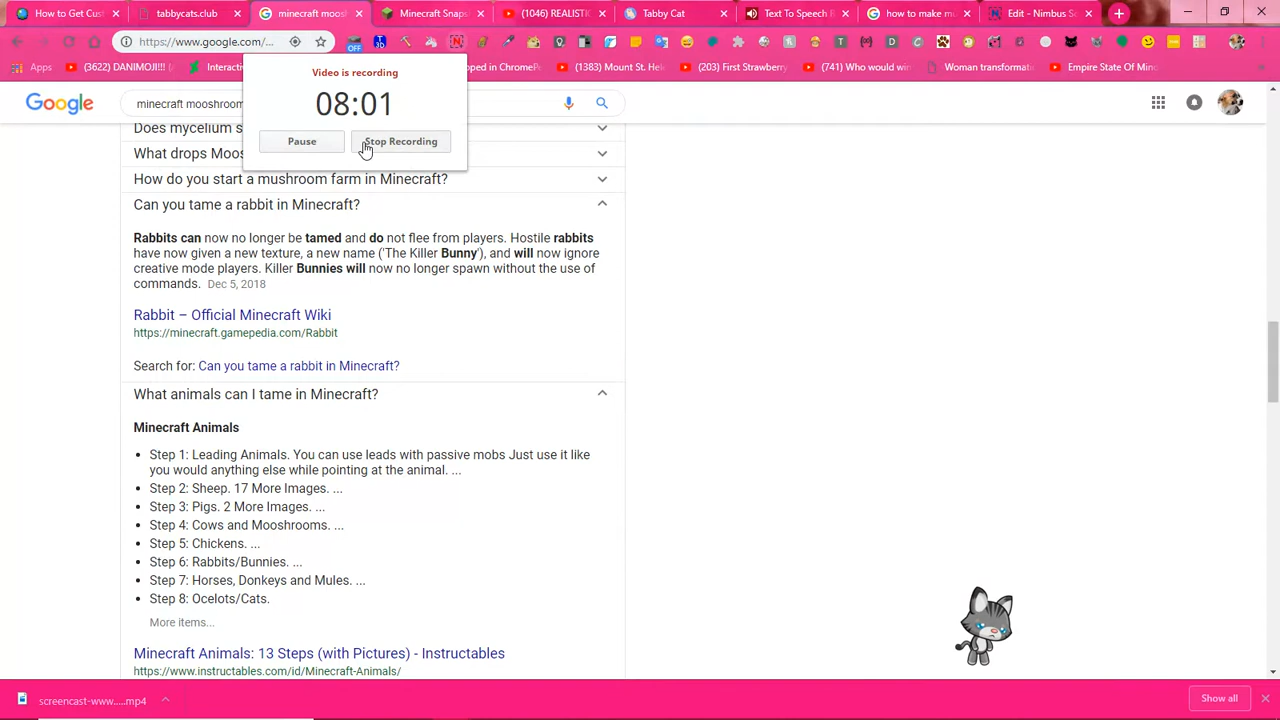 How to Get Cust
tabbycats.club
minecraft moosh
Minecraft Snaps
(1046) REALISTI
Tabby Cat
Text To Speech R
how to make mu
Edit - Nimbus Sc
https://www.google.com/...
OFF
Apps
(3622) DANIMOJI!!!
Interactiv
pped in ChromeP
(1383) Mount St. Hel
(203) First Strawberry
(741) Who would win
Woman transformatio
Empire State Of Min
Video is recording
08:01
Pause
Stop Recording
Google
minecraft mooshroom
Does mycelium s
What drops Moos
How do you start a mushroom farm in Minecraft?
Can you tame a rabbit in Minecraft?
Rabbits can now no longer be tamed and do not flee from players. Hostile rabbits
have now given a new texture, a new name ('The Killer Bunny'), and will now ignore
creative mode players. Killer Bunnies will now no longer spawn without the use of
commands. Dec 5, 2018
Rabbit – Official Minecraft Wiki
https://minecraft.gamepedia.com/Rabbit
Search for: Can you tame a rabbit in Minecraft?
What animals can I tame in Minecraft?
Minecraft Animals
• Step 1: Leading Animals. You can use leads with passive mobs Just use it like
you would anything else while pointing at the animal. ...
• Step 2: Sheep. 17 More Images. ...
• Step 3: Pigs. 2 More Images. ...
• Step 4: Cows and Mooshrooms. ...
• Step 5: Chickens. ...
• Step 6: Rabbits/Bunnies. ...
• Step 7: Horses, Donkeys and Mules. ...
• Step 8: Ocelots/Cats.
More items...
Minecraft Animals: 13 Steps (with Pictures) - Instructables
https://www.instructables.com/id/Minecraft-Animals/
screencast-www.....mp4
Show all